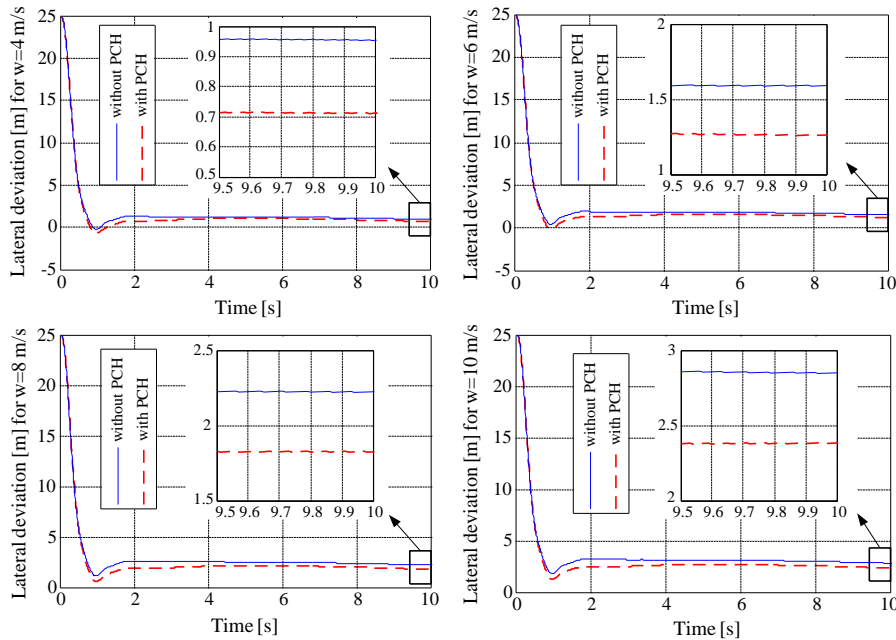 Lateral deviation [m] for w=4 m/s
25
20
15
10
5
0
-5
without PCH
with PCH
1
0.9
0.8
0.7
0.6
0.5
9.5 9.6 9.7 9.8 9.9 10
0 2 4 6 8 10
Time [s]
Lateral deviation [m] for w=6 m/s
25
20
15
10
5
0
-5
without PCH
with PCH
2
1.5
1
9.5 9.6 9.7 9.8 9.9 10
0 2 4 6 8 10
Time [s]
Lateral deviation [m] for w=8 m/s
25
20
15
10
5
0
without PCH
with PCH
2.5
2
1.5
9.5 9.6 9.7 9.8 9.9 10
0 2 4 6 8 10
Time [s]
Lateral deviation [m] for w=10 m/s
25
20
15
10
5
0
without PCH
with PCH
3
2.5
2
9.5 9.6 9.7 9.8 9.9 10
0 2 4 6 8 10
Time [s]